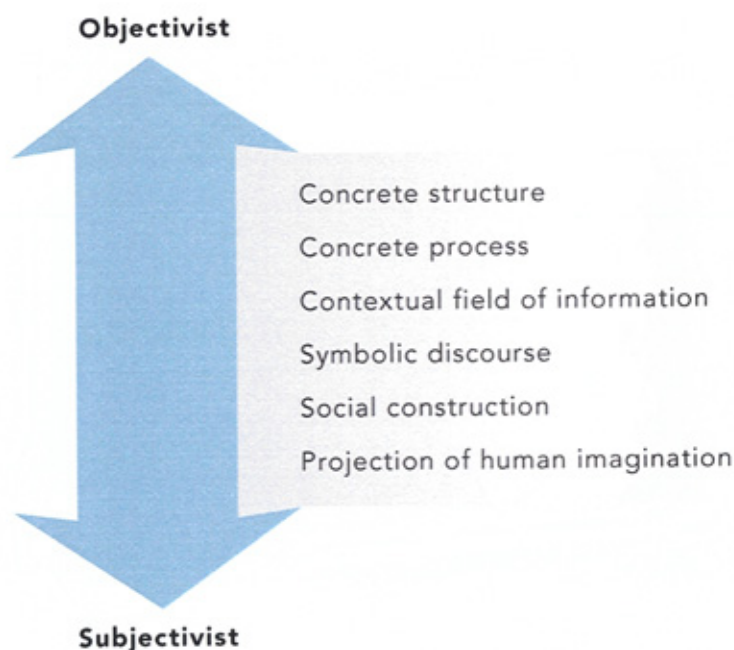 Objectivist
Concrete structure
Concrete process
Contextual field of information
Symbolic discourse
Social construction
Projection of human imagination
Subjectivist